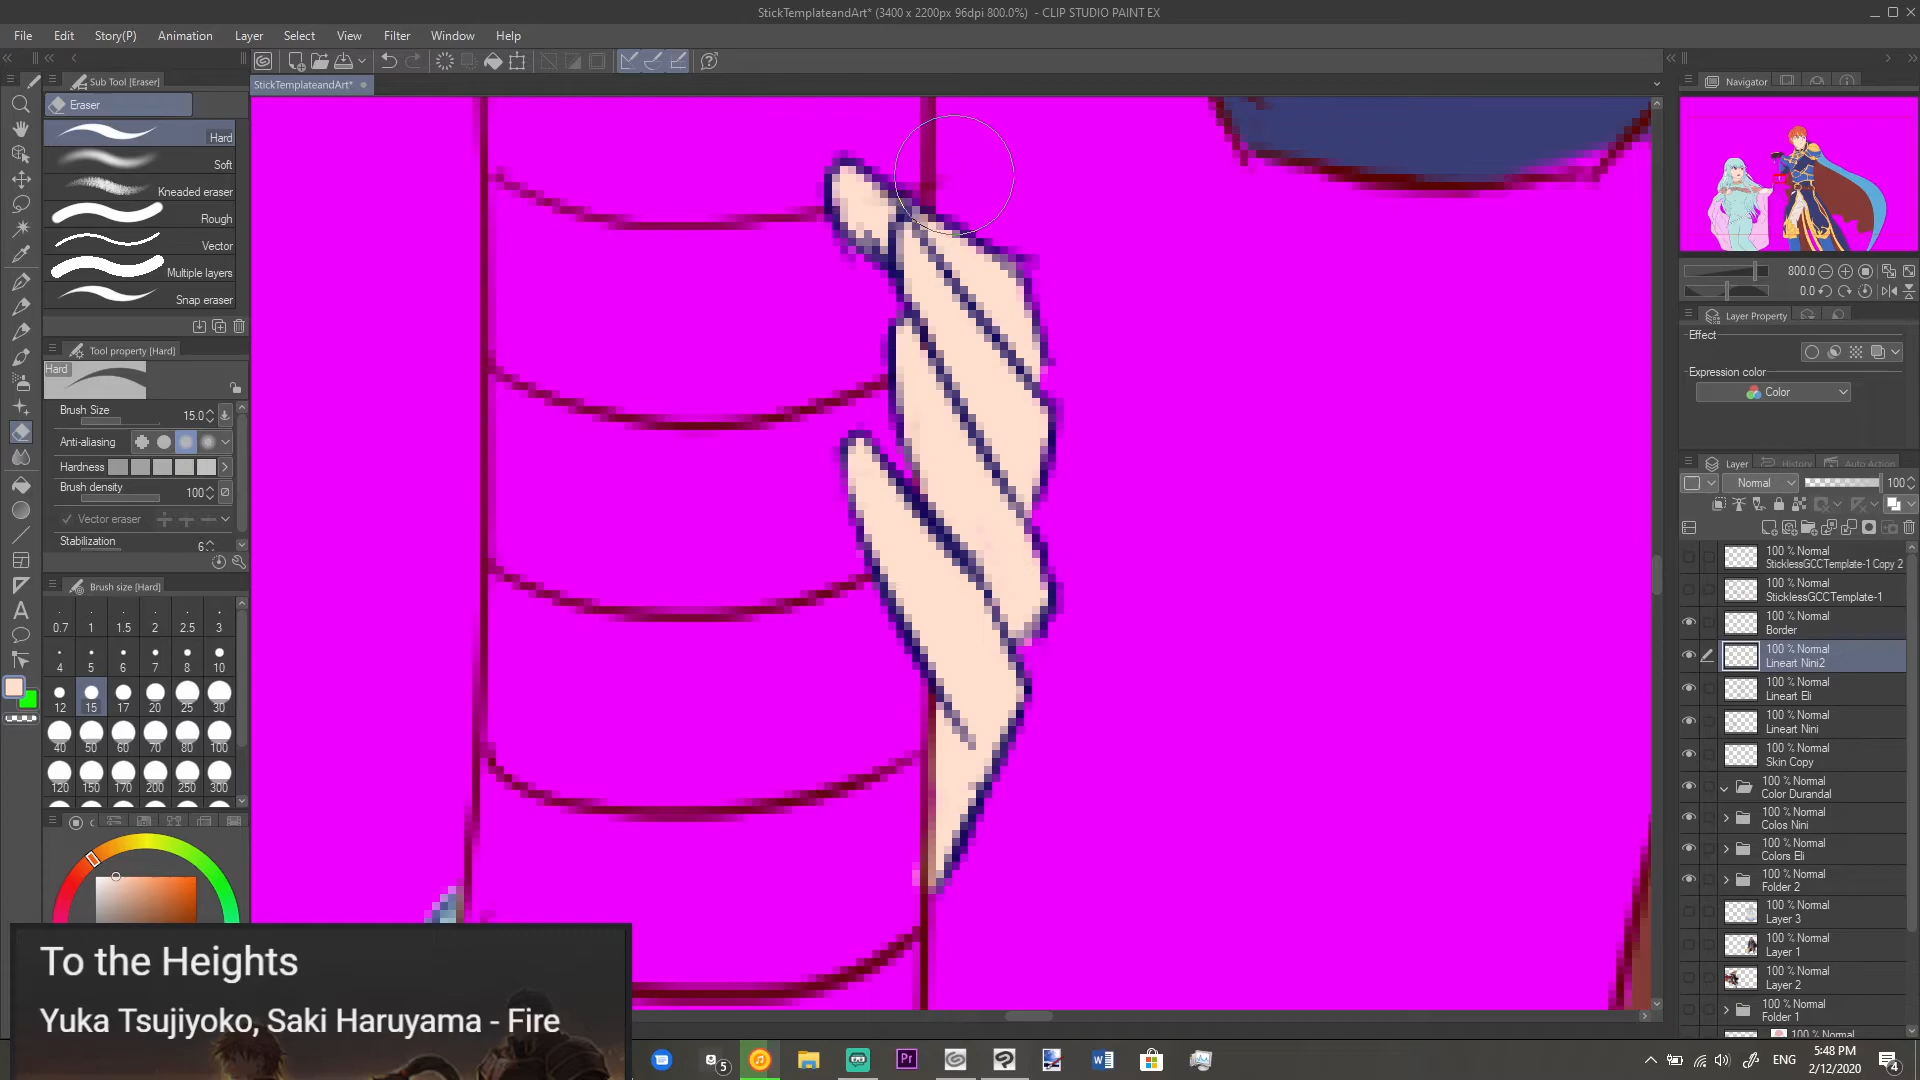 StickTemplateandArt* (3400 x 2200px 96dpi 800.0%) - CLIP STUDIO PAINT EX
File Edit Story(P) Animation Layer Select View Filter Window Help
Sub Tool [Eraser]
Eraser
Hard
Soft
Kneaded eraser
Rough
Vector
Multiple layers
Snap eraser
Tool property [Hard]
Hard
Brush Size 15.0
Anti-aliasing
Hardness
Brush density 100
Vector eraser
Stabilization 6
Brush size [Hard]
0.7 1 1.5 2 2.5 3
4 5 6 7 8 10
12 15 17 20 25 30
40 50 60 70 80 100
120 150 170 200 250 300
StickTemplateandArt*
Navigator
800.0
0.0
Layer Property
Effect
Expression color
Color
Layer History Auto Action
Normal 100
100 % Normal
SticklessGCCTemplate-1 Copy 2
100 % Normal
SticklessGCCTemplate-1
100 % Normal
Border
100 % Normal
Lineart Nini2
100 % Normal
Lineart Eli
100 % Normal
Lineart Nini
100 % Normal
Skin Copy
100 % Normal
Color Durandal
100 % Normal
Colos Nini
100 % Normal
Colors Eli
100 % Normal
Folder 2
100 % Normal
Layer 3
100 % Normal
Layer 1
100 % Normal
Layer 2
100 % Normal
Folder 1
100 % Normal
To the Heights
Yuka Tsujiyoko, Saki Haruyama - Fire
5
Pr
ENG
5:48 PM
2/12/2020
4